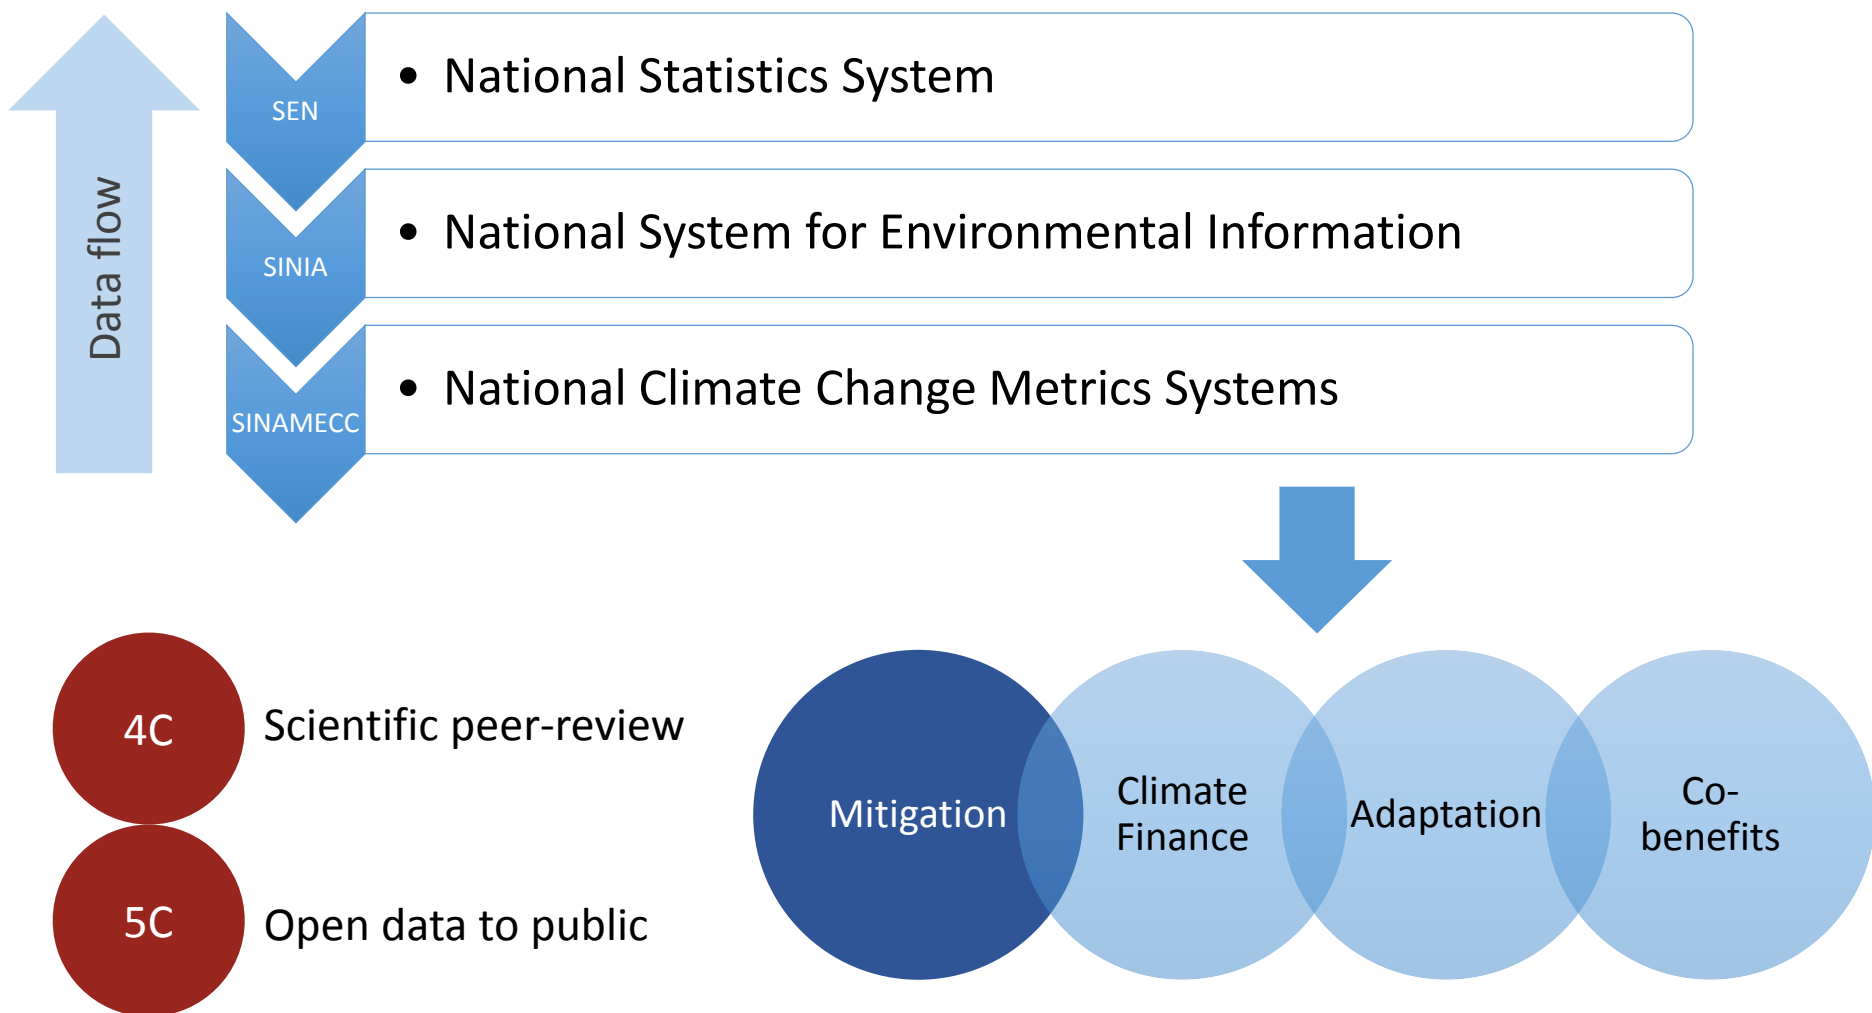 Data flow
SEN
• National Statistics System
SINIA
• National System for Environmental Information
SINAMECC
• National Climate Change Metrics Systems
4C
Scientific peer-review
5C
Open data to public
Mitigation
Climate
Finance
Adaptation
Co-
benefits